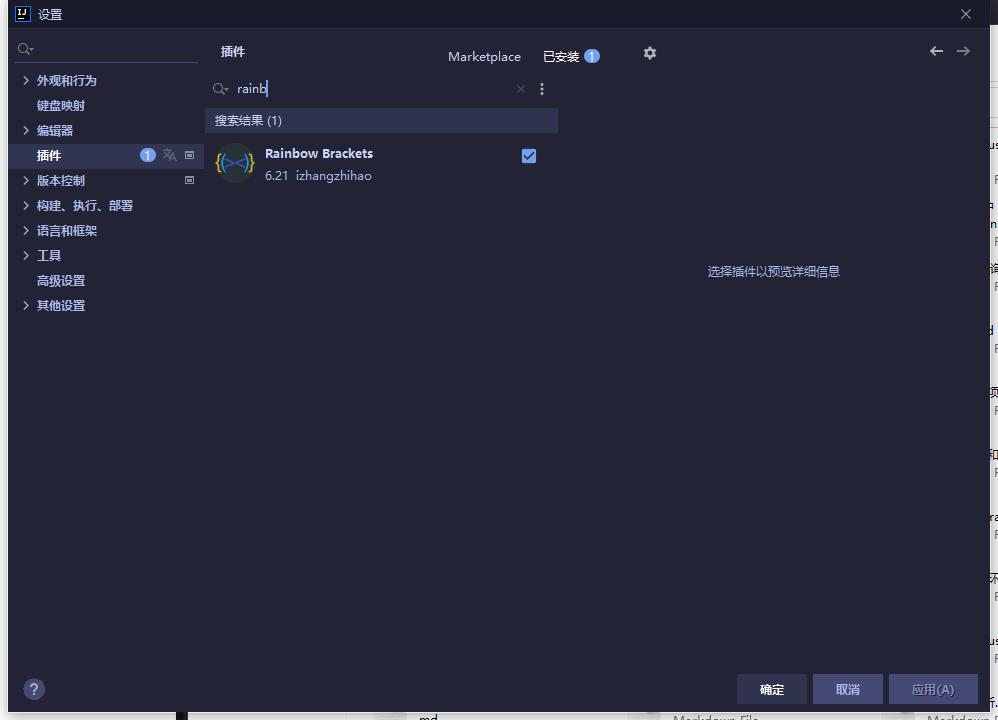 设置
插件
Marketplace
已安装 1
rainb
外观和行为
键盘映射
编辑器
插件 1
版本控制
构建、执行、部署
语言和框架
工具
高级设置
其他设置
搜索结果 (1)
Rainbow Brackets
6.21 izhangzhihao
选择插件以预览详细信息
?
确定
取消
应用(A)